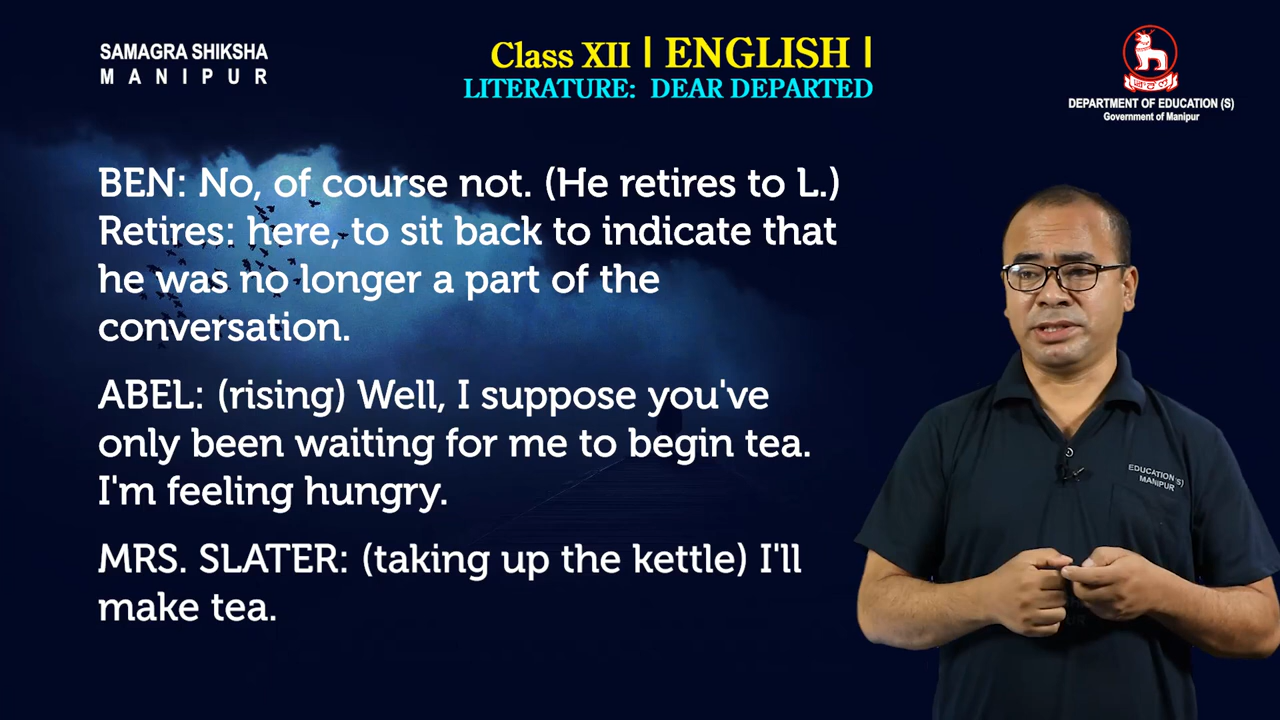 SAMAGRA SHIKSHA
MANIPUR
Class XII | ENGLISH |
LITERATURE: DEAR DEPARTED
DEPARTMENT OF EDUCATION (S)
Government of Manipur
BEN: No, of course not. (He retires to L.)
Retires: here, to sit back to indicate that
he was no longer a part of the
conversation.
ABEL: (rising) Well, I suppose you've
only been waiting for me to begin tea.
I'm feeling hungry.
MRS. SLATER: (taking up the kettle) I'll
make tea.
EDUCATION (S)
MANIPUR